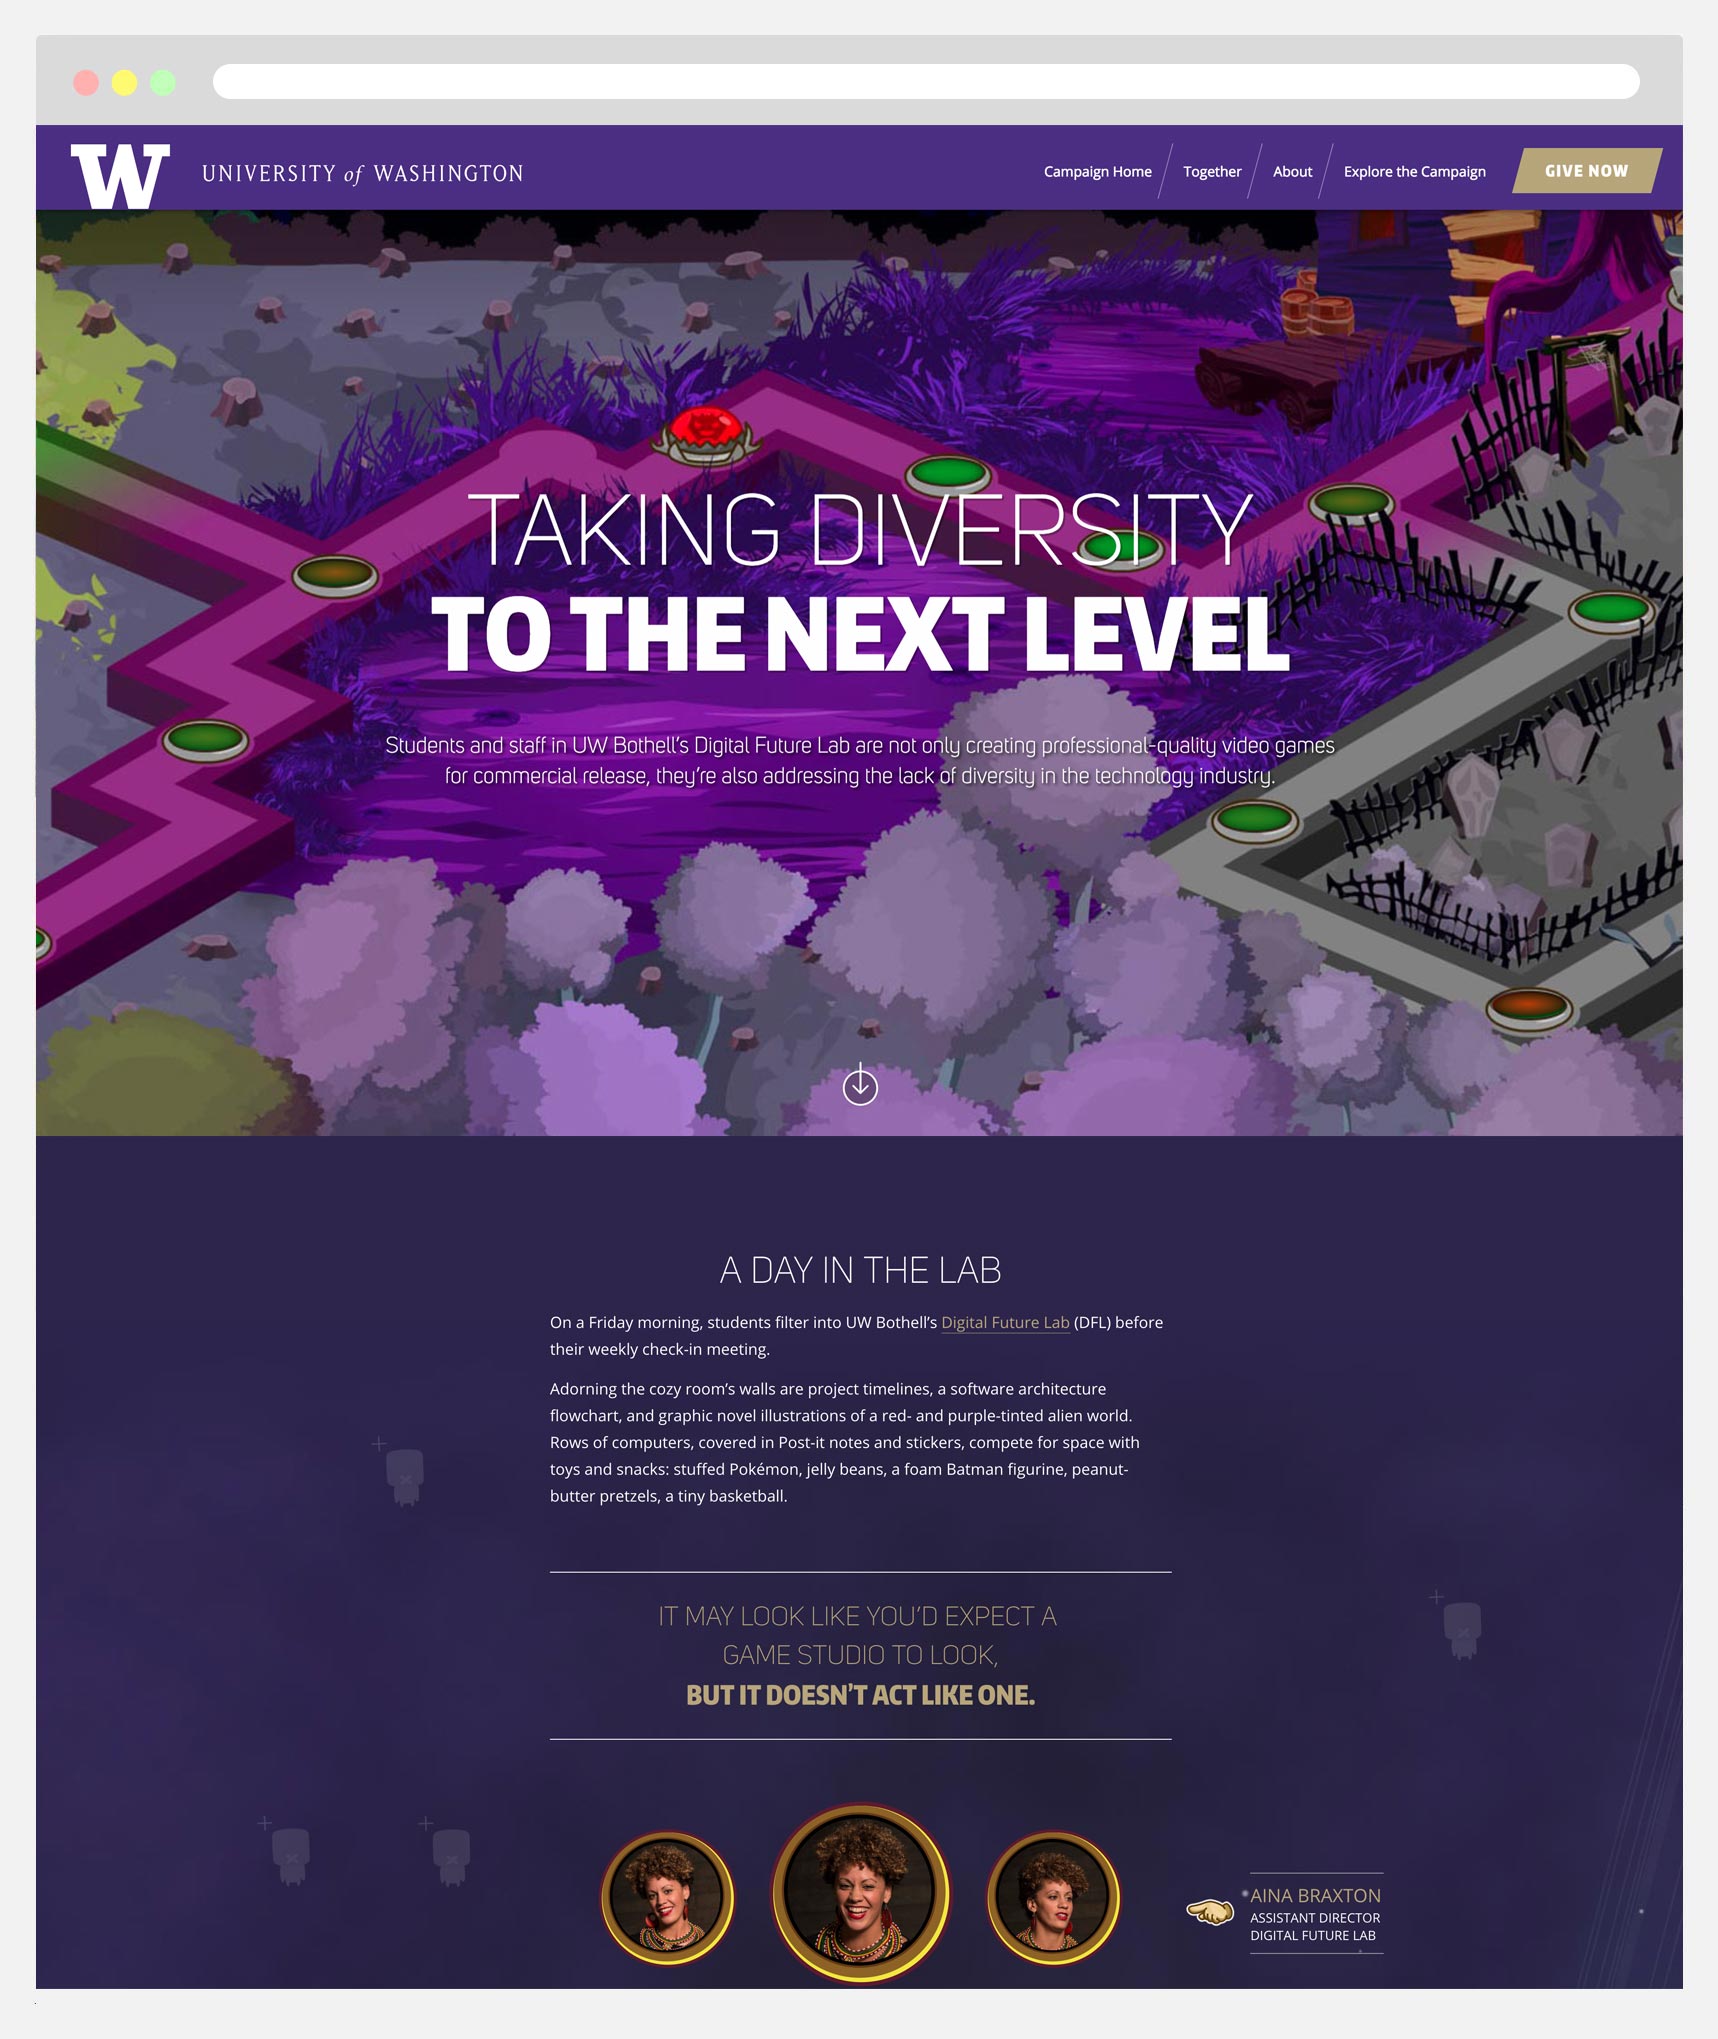 W
UNIVERSITY of WASHINGTON
Campaign Home
Together
About
Explore the Campaign
GIVE NOW
TAKING DIVERSITY
TO THE NEXT LEVEL
Students and staff in UW Bothell’s Digital Future Lab are not only creating professional-quality video games
for commercial release, they’re also addressing the lack of diversity in the technology industry.
A DAY IN THE LAB
On a Friday morning, students filter into UW Bothell’s Digital Future Lab (DFL) before
their weekly check-in meeting.
Adorning the cozy room’s walls are project timelines, a software architecture
flowchart, and graphic novel illustrations of a red- and purple-tinted alien world.
Rows of computers, covered in Post-it notes and stickers, compete for space with
toys and snacks: stuffed Pokémon, jelly beans, a foam Batman figurine, peanut-
butter pretzels, a tiny basketball.
IT MAY LOOK LIKE YOU’D EXPECT A
GAME STUDIO TO LOOK,
BUT IT DOESN’T ACT LIKE ONE.
AINA BRAXTON
ASSISTANT DIRECTOR
DIGITAL FUTURE LAB